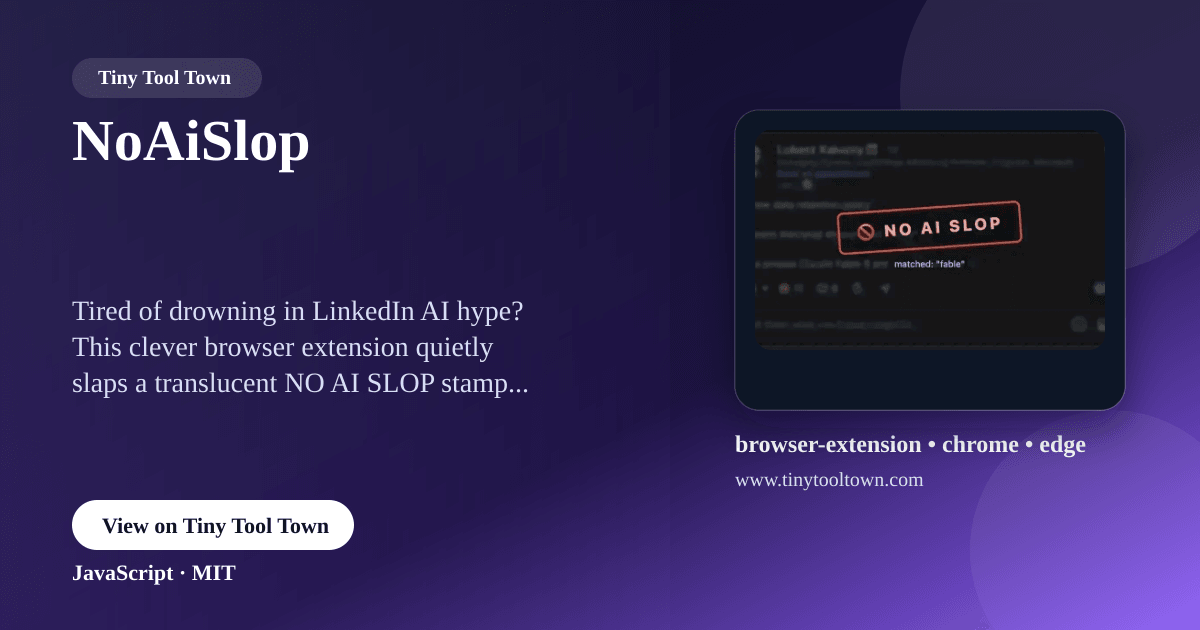 Tiny Tool Town
NoAiSlop
Tired of drowning in LinkedIn AI hype?
This clever browser extension quietly
slaps a translucent NO AI SLOP stamp...
View on Tiny Tool Town
JavaScript · MIT
NO AI SLOP
matched: "fable"
browser-extension • chrome • edge
www.tinytooltown.com